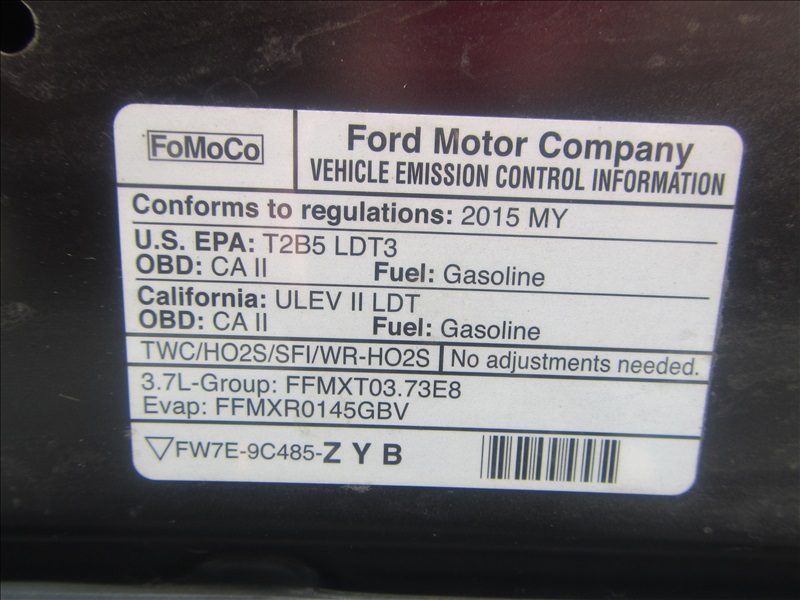 FoMoCo
Ford Motor Company
VEHICLE EMISSION CONTROL INFORMATION
Conforms to regulations: 2015 MY
U.S. EPA: T2B5 LDT3
OBD: CA II Fuel: Gasoline
California: ULEV II LDT
OBD: CA II Fuel: Gasoline
TWC/HO2S/SFI/WR-HO2S No adjustments needed.
3.7L-Group: FFMXT03.73E8
Evap: FFMXR0145GBV
FW7E-9C485-Z Y B